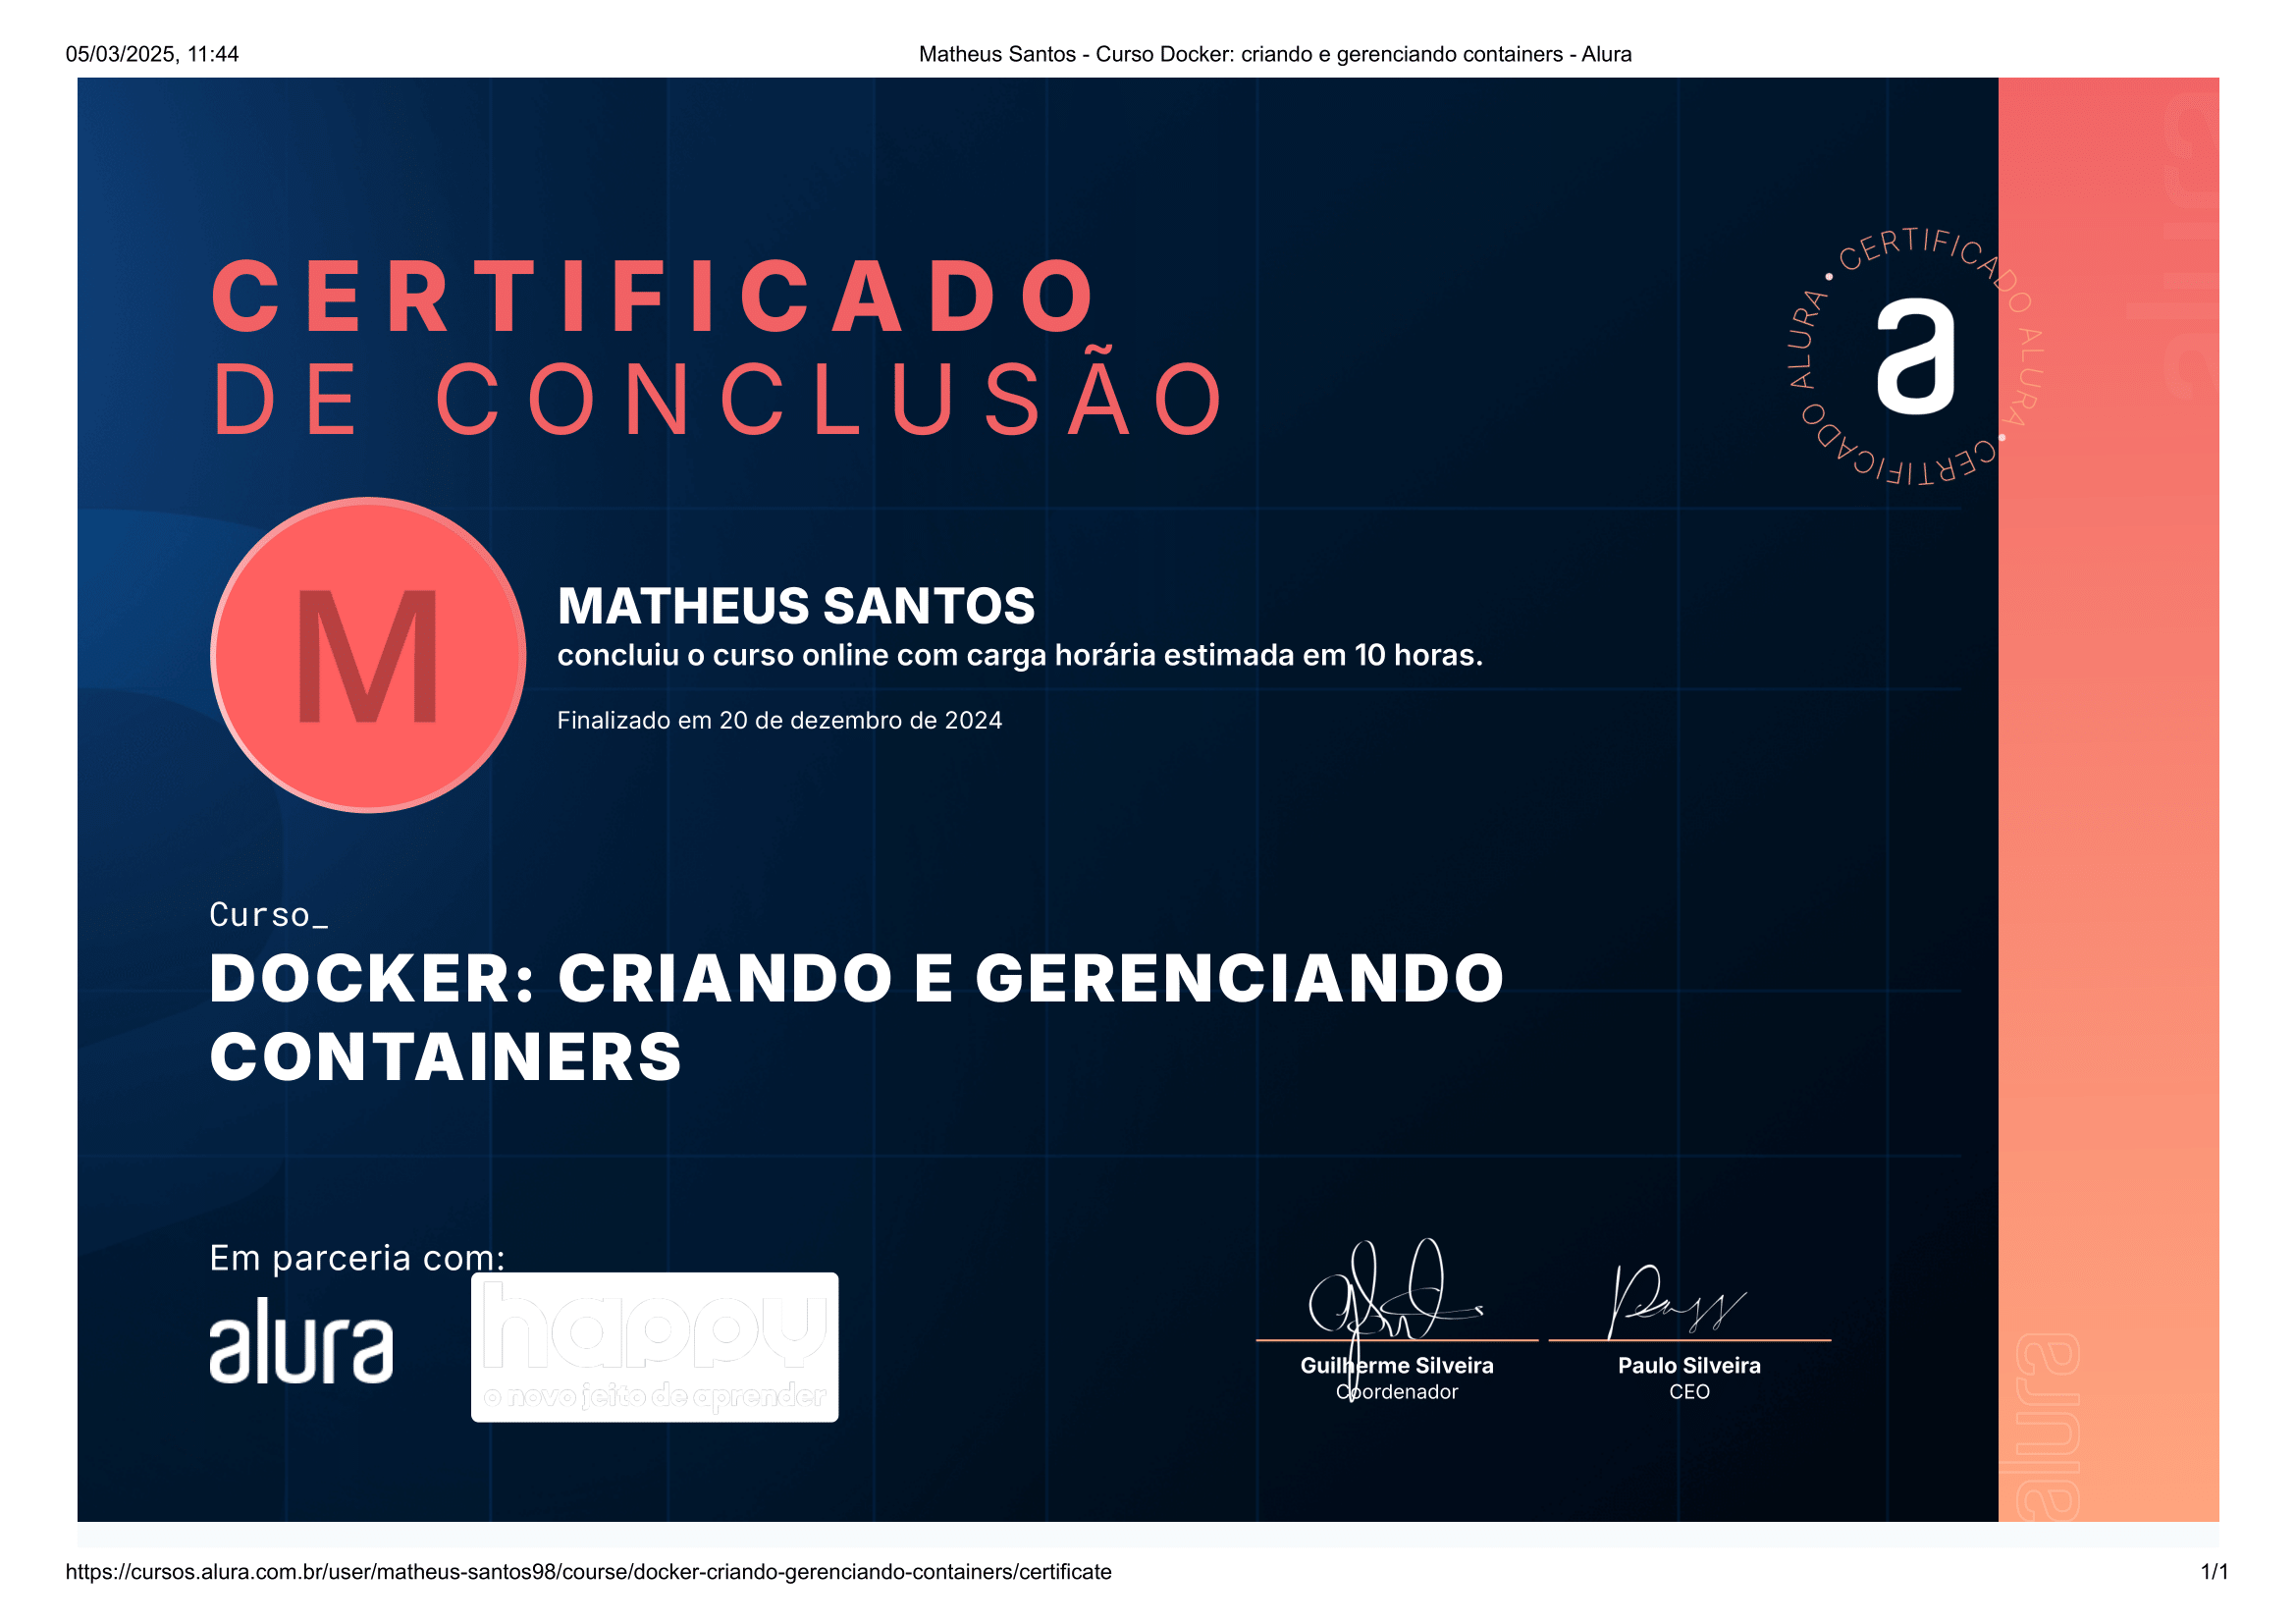 05/03/2025, 11:44
Matheus Santos - Curso Docker: criando e gerenciando containers - Alura
CERTIFICADO
DE CONCLUSÃO
CERTIFICADO ALURA • CERTIFICADO ALURA •
a
alura
M
MATHEUS SANTOS
concluiu o curso online com carga horária estimada em 10 horas.
Finalizado em 20 de dezembro de 2024
Curso_
DOCKER: CRIANDO E GERENCIANDO
CONTAINERS
Em parceria com:
alura
happy
o novo jeito de aprender
Guilherme Silveira
Coordenador
Paulo Silveira
CEO
alura
https://cursos.alura.com.br/user/matheus-santos98/course/docker-criando-gerenciando-containers/certificate
1/1